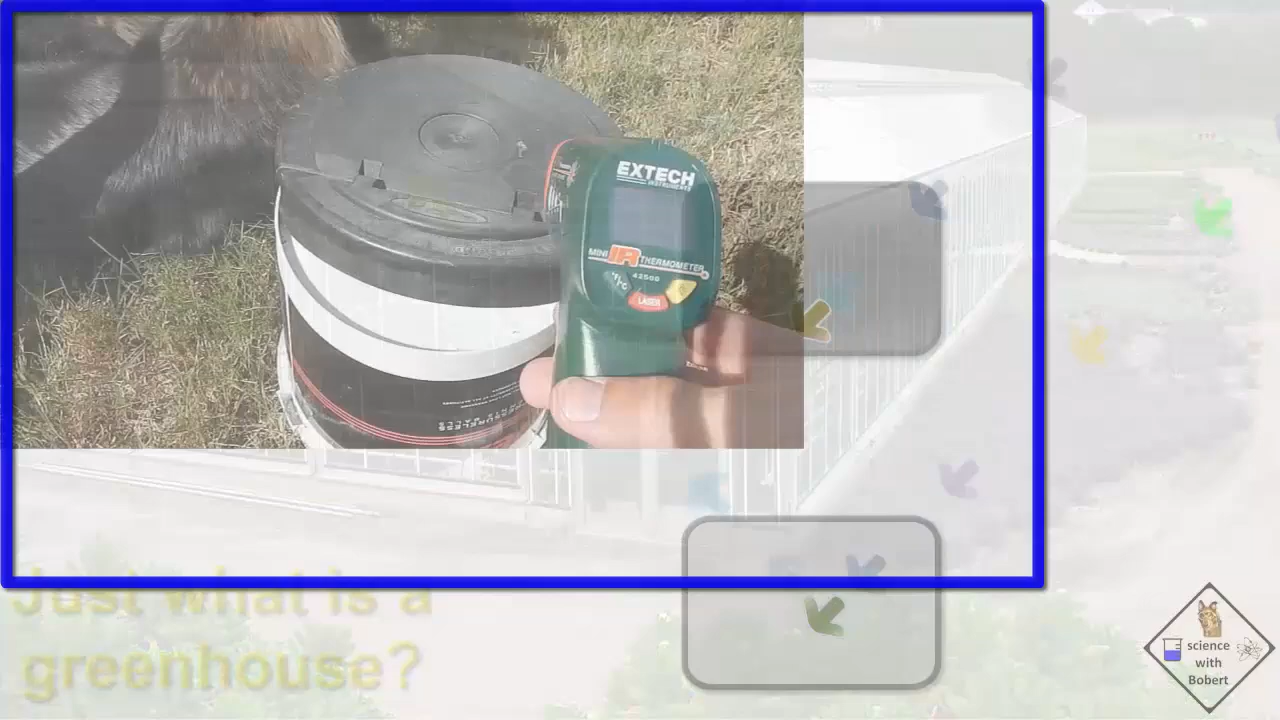 EXTECH
INSTRUMENTS
MINI IR THERMOMETER
°F/°C
42500
LASER
Just what is a
greenhouse?
science
with
Bobert